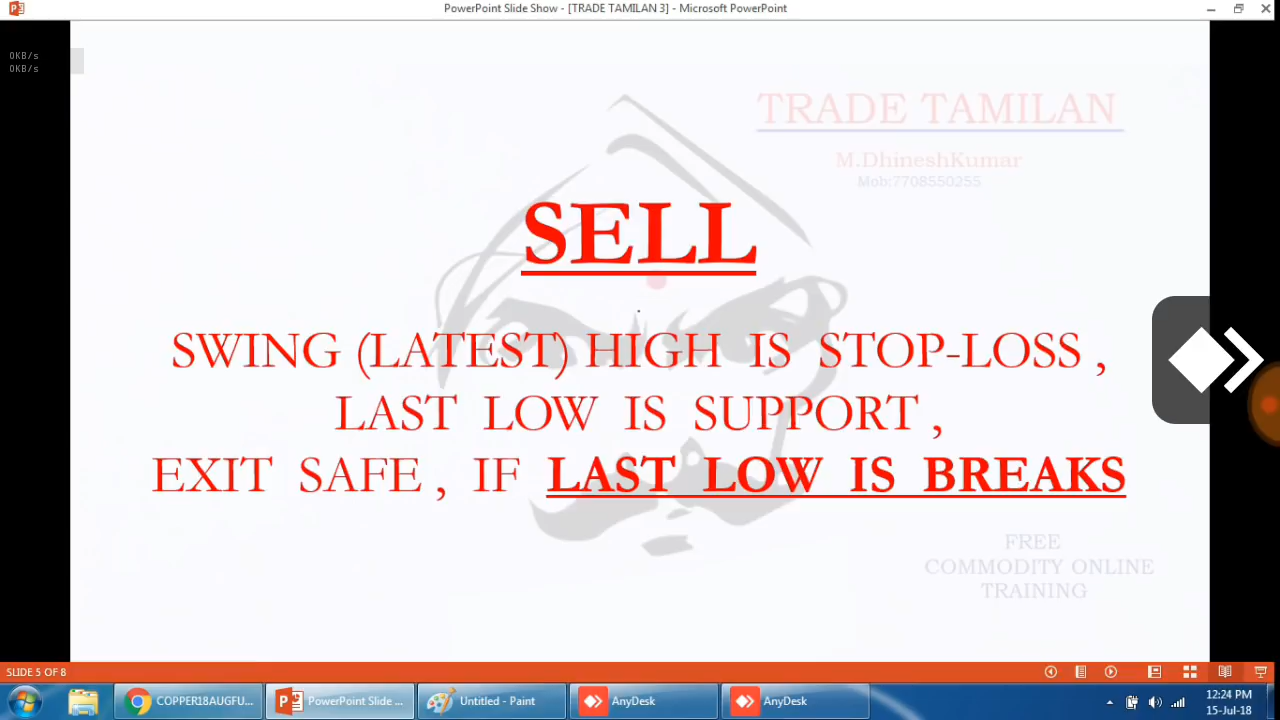 PowerPoint Slide Show - [TRADE TAMILAN 3] - Microsoft PowerPoint
0KB/s
0KB/s
TRADE TAMILAN
M.DhineshKumar
Mob:7708550255
SELL
SWING (LATEST) HIGH IS STOP-LOSS ,
LAST LOW IS SUPPORT ,
EXIT SAFE , IF LAST LOW IS BREAKS
FREE
COMMODITY ONLINE
TRAINING
SLIDE 5 OF 8
COPPER18AUGFU...
PowerPoint Slide ...
Untitled - Paint
AnyDesk
AnyDesk
12:24 PM
15-Jul-18